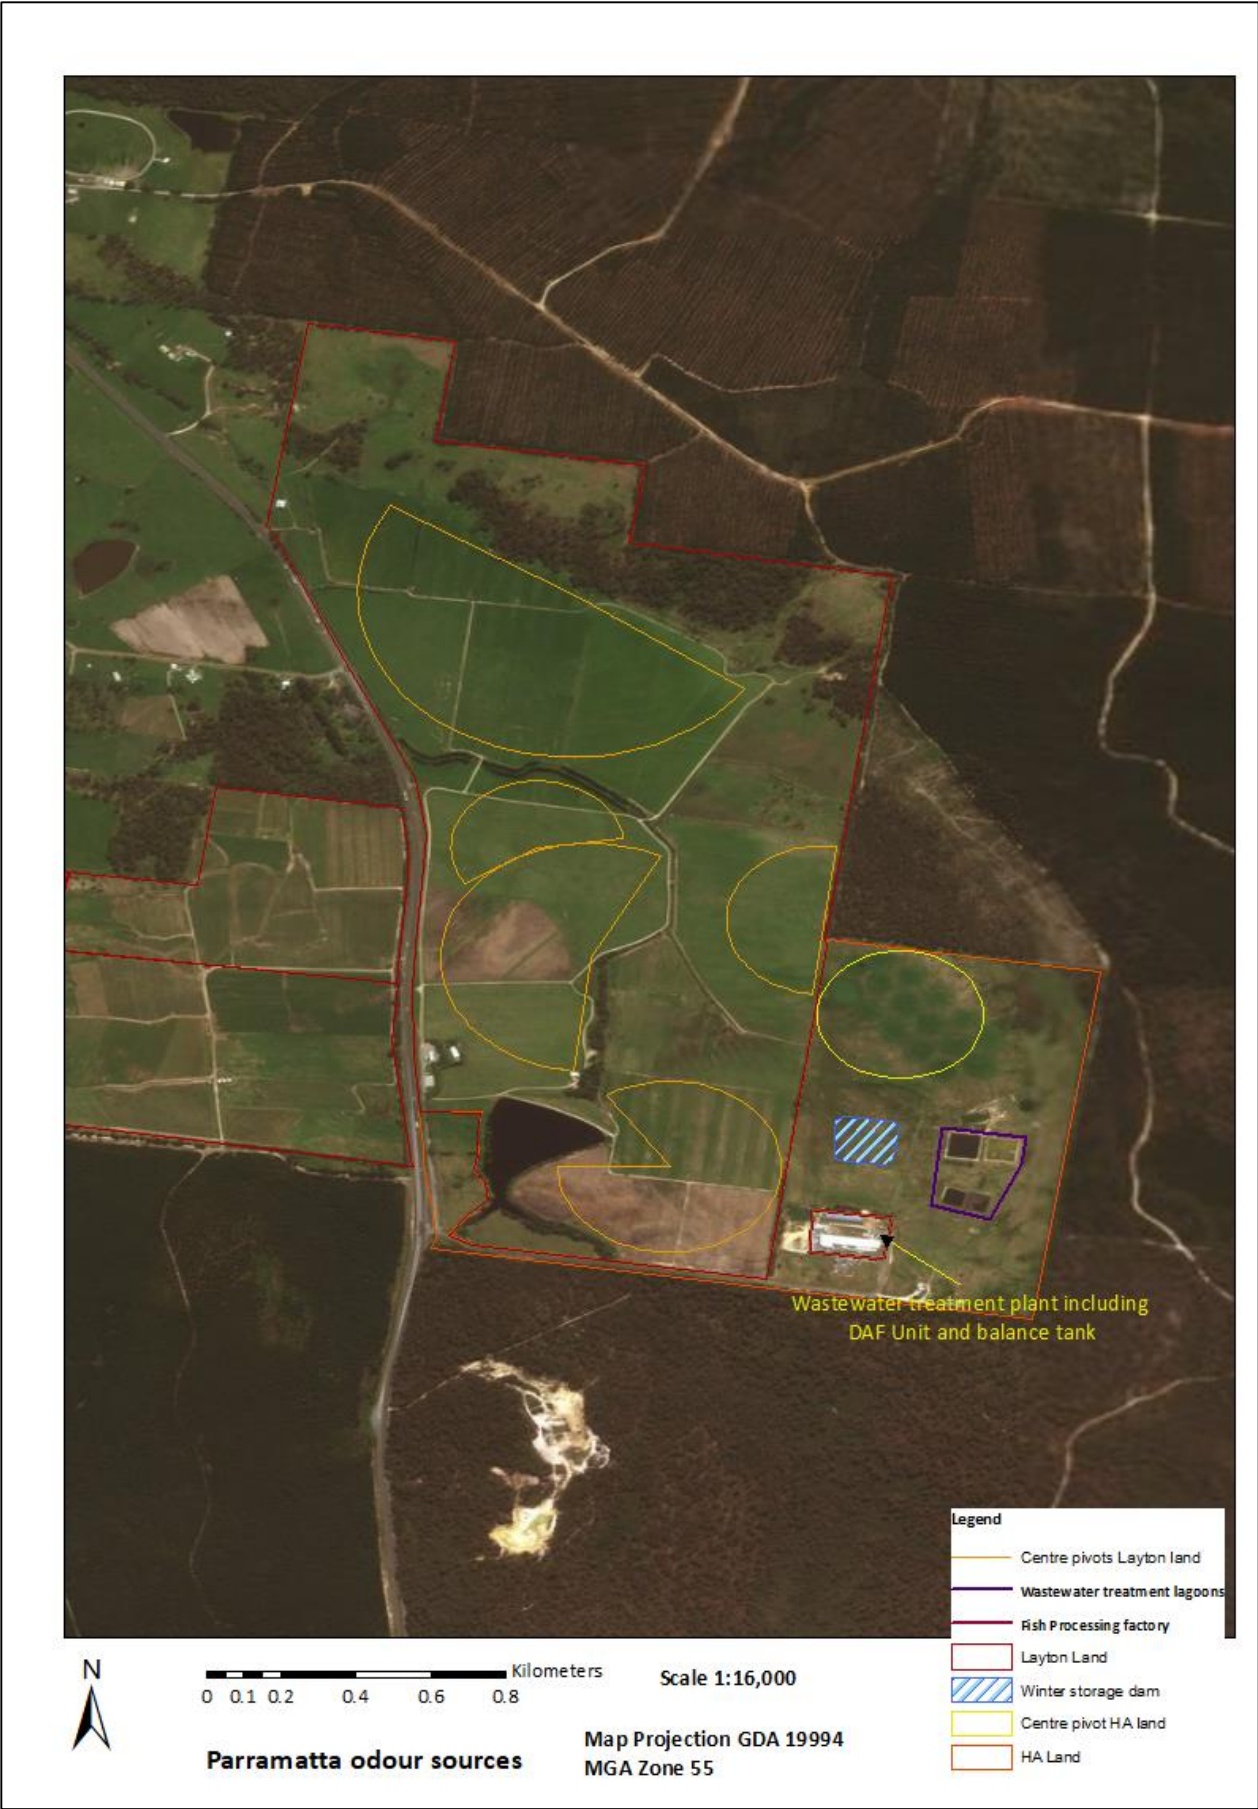 Wastewater treatment plant including
DAF Unit and balance tank
Legend
Centre pivots Layton land
Wastewater treatment lagoons
Fish Processing factory
Layton Land
Winter storage dam
Centre pivot HA land
HA Land
N
Kilometers
0 0.1 0.2 0.4 0.6 0.8
Scale 1:16,000
Parramatta odour sources
Map Projection GDA 19994
MGA Zone 55